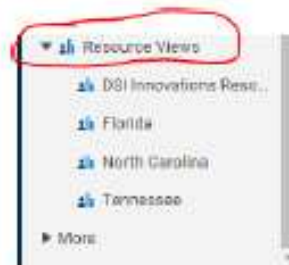 Resource Views
DSI Innovations Reso...
Florida
North Carolina
Tennessee
More